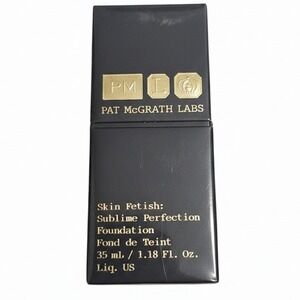 PM L
PAT McGRATH LABS
Skin Fetish:
Sublime Perfection
Foundation
Fond de Teint
35 ml / 1.18 Fl. Oz.
Liq. US